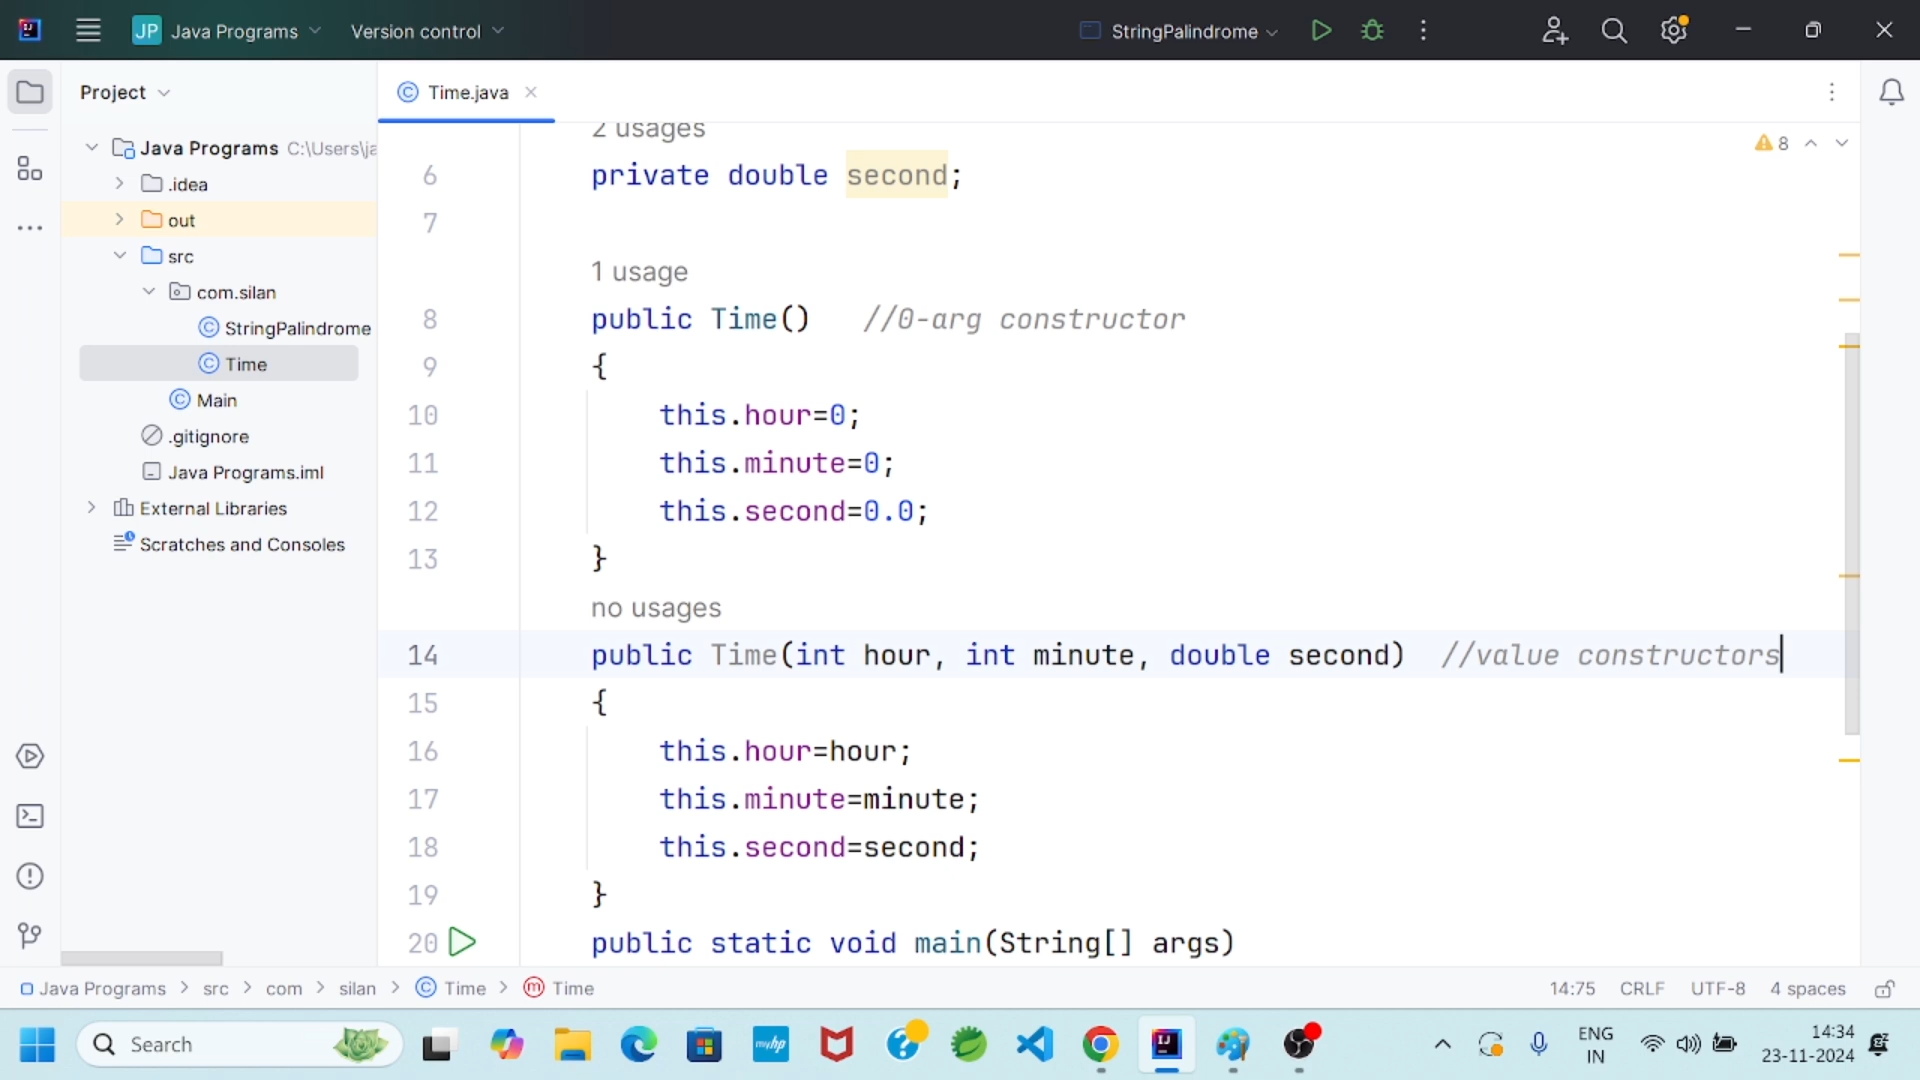 JP Java Programs Version control StringPalindrome
Project
Time.java
Java Programs C:\Users\ja
.idea
out
src
com.silan
StringPalindrome
Time
Main
.gitignore
Java Programs.iml
External Libraries
Scratches and Consoles
2 usages
8
6 private double second;
7
1 usage
8 public Time() //0-arg constructor
9 {
10 this.hour=0;
11 this.minute=0;
12 this.second=0.0;
13 }
no usages
14 public Time(int hour, int minute, double second) //value constructors
15 {
16 this.hour=hour;
17 this.minute=minute;
18 this.second=second;
19 }
20 public static void main(String[] args)
Java Programs > src > com > silan > Time > Time 14:75 CRLF UTF-8 4 spaces
Search
myhp
ENG
IN
14:34
23-11-2024